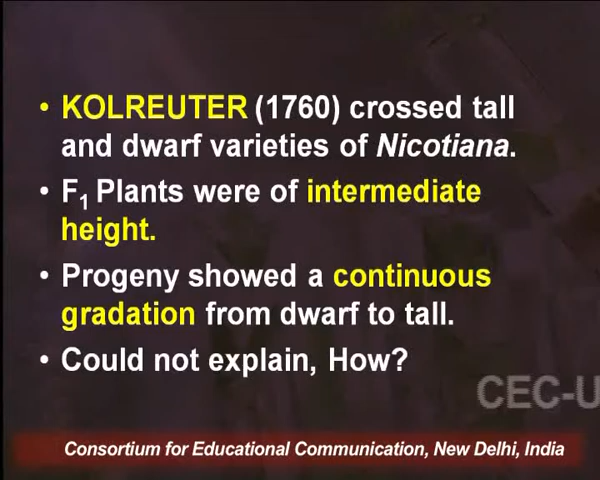 • KOLREUTER (1760) crossed tall
and dwarf varieties of Nicotiana.
• F1 Plants were of intermediate
height.
• Progeny showed a continuous
gradation from dwarf to tall.
• Could not explain, How?
CEC-U
Consortium for Educational Communication, New Delhi, India